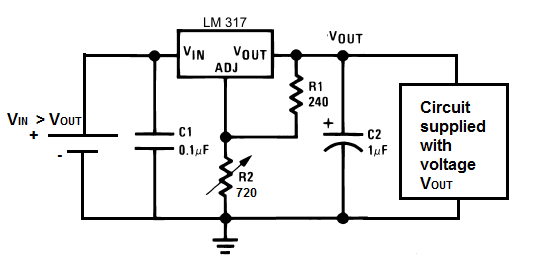 LM 317
VIN VOUT
ADJ
VOUT
R1
240
VIN > VOUT
+
-
C1
0.1µF
R2
720
+
C2
1µF
Circuit
supplied
with
voltage
VOUT